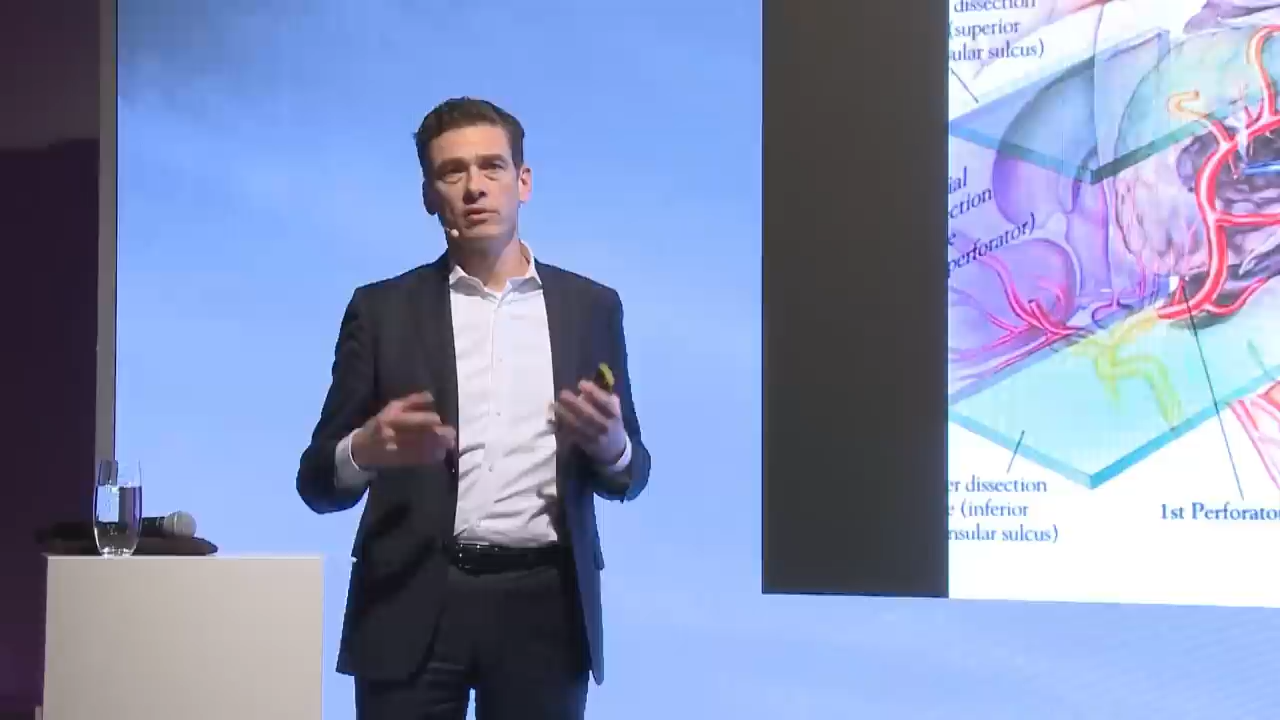 dissection
(superior
ular sulcus)
ial
ction
e
perforator)
er dissection
e (inferior
nsular sulcus)
1st Perforato